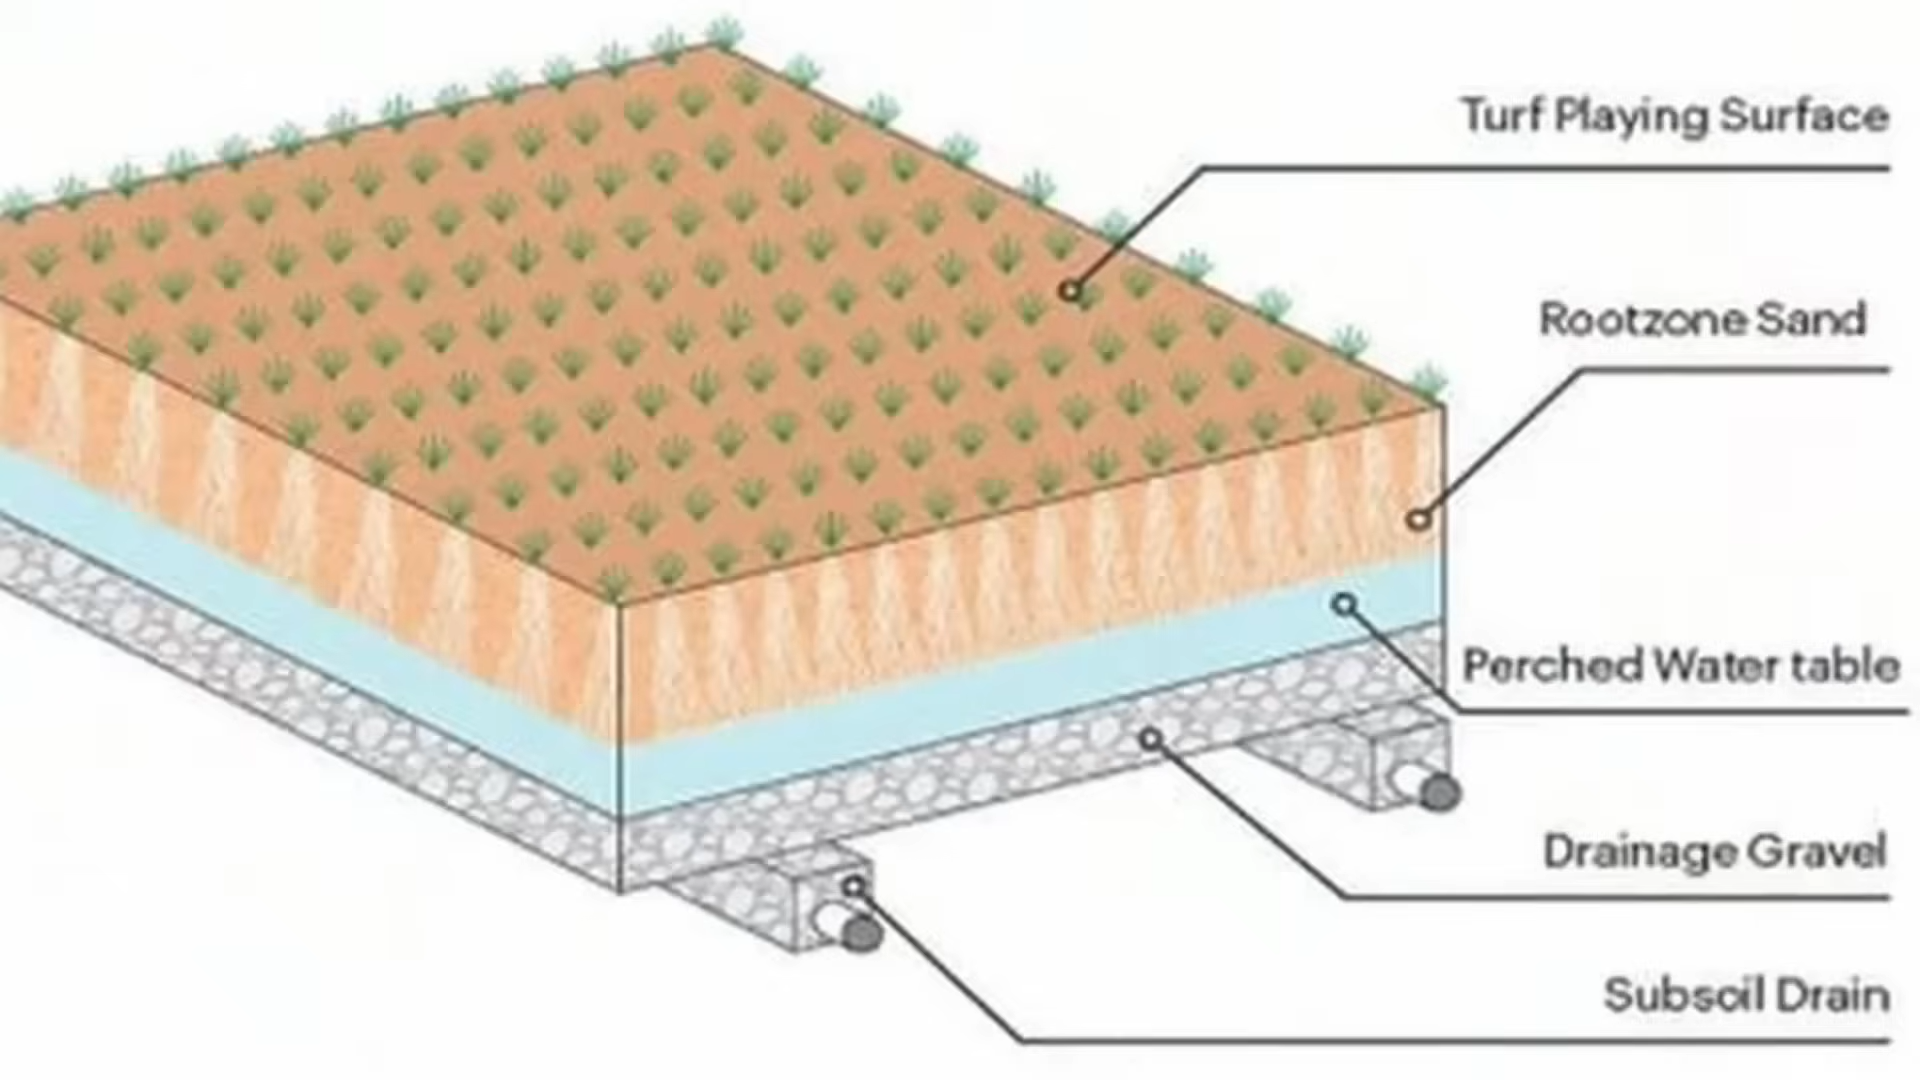 Turf Playing Surface
Rootzone Sand
Perched Water table
Drainage Gravel
Subsoil Drain